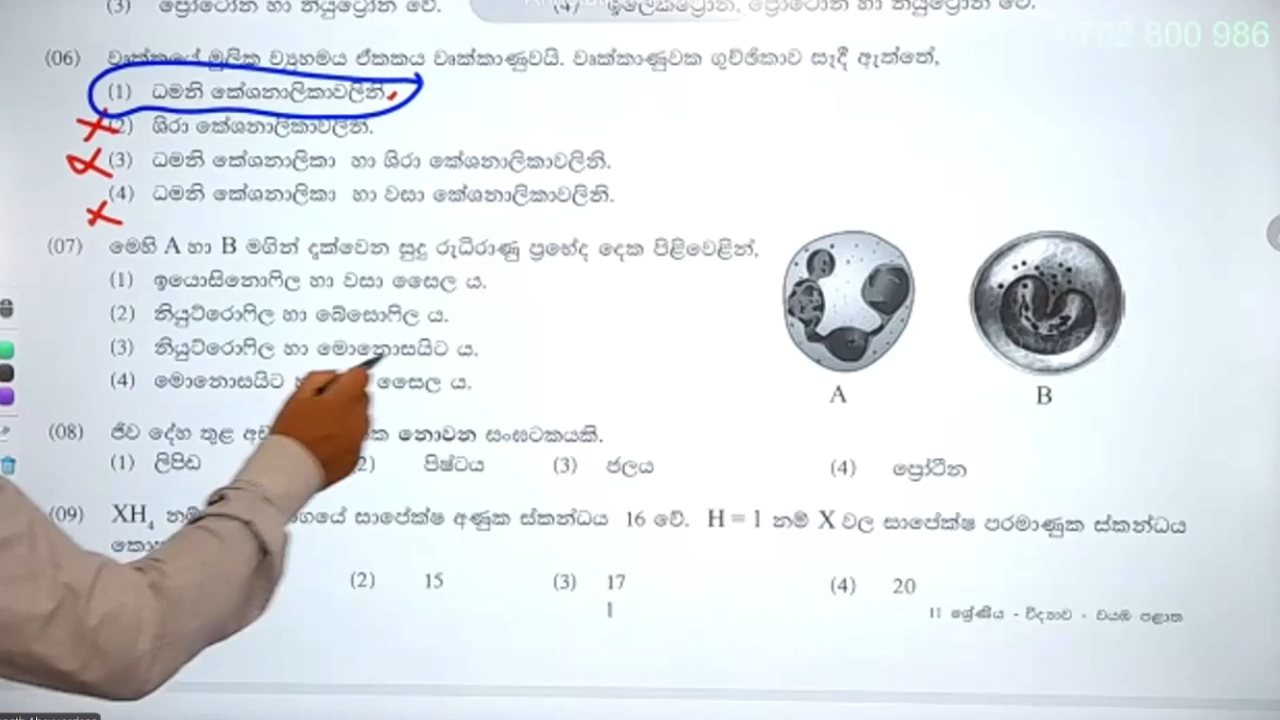 (3) ප්‍රෝටෝන හා නියුට්‍රෝන වේ. (4) ඉලෙක්ට්‍රෝන, ප්‍රෝටෝන හා නියුට්‍රෝන වේ.
0762 800 986
(06) වෘක්කයේ මූලික ව්‍යුහමය ඒකකය වෘක්කාණුවයි. වෘක්කාණුවක ගුච්ඡිකාව සෑදී ඇත්තේ,
(1) ධමනි කේශනාලිකාවලිනි.
(2) ශිරා කේශනාලිකාවලිනි.
(3) ධමනි කේශනාලිකා හා ශිරා කේශනාලිකාවලිනි.
(4) ධමනි කේශනාලිකා හා වසා කේශනාලිකාවලිනි.
(07) මෙහි A හා B මගින් දැක්වෙන සුදු රුධිරාණු ප්‍රභේද දෙක පිළිවෙළින්,
(1) ඉයොසිනොෆිල හා වසා සෛල ය.
(2) නියුට්රොෆිල හා බේසොෆිල ය.
(3) නියුට්රොෆිල හා මොනොසයිට ය.
(4) මොනොසයිට සෛල ය.
A B
(08) ජීව දේහ තුළ නොවන සංඝටකයකි.
(1) ලිපිඩ (2) පිෂ්ටය (3) ජලය (4) ප්‍රෝටීන
(09) XH₄ සාපේක්ෂ අණුක ස්කන්ධය 16 වේ. H = 1 නම් X වල සාපේක්ෂ පරමාණුක ස්කන්ධය
(2) 15 (3) 17 (4) 20
1
11 ශ්‍රේණිය - විද්‍යාව - වයඹ පළාත